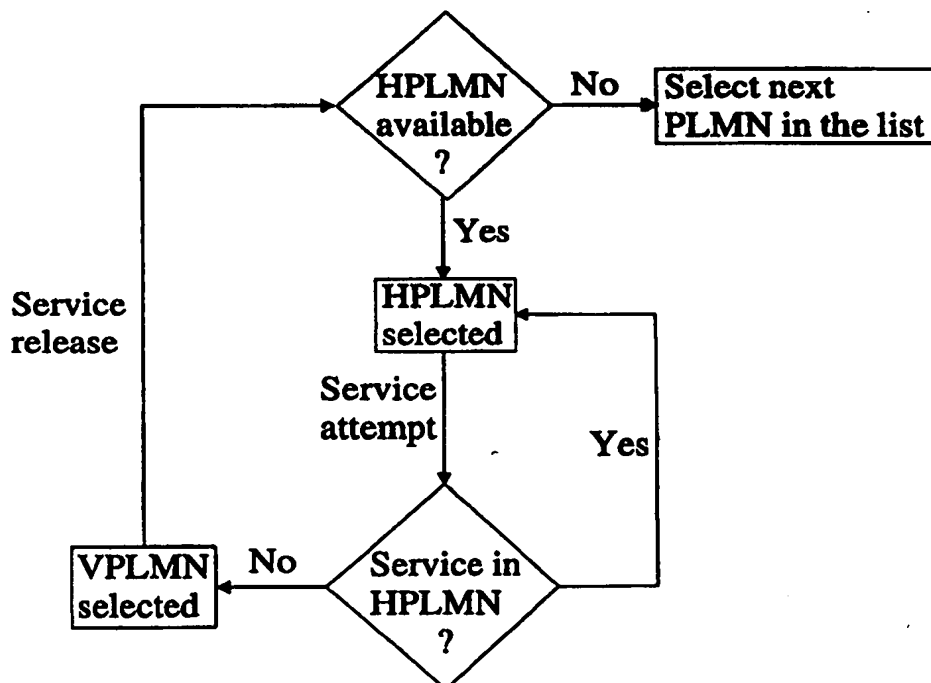 HPLMN
available
?
No
Select next
PLMN in the list
Yes
HPLMN
selected
Service
release
Service
attempt
Yes
Service in
HPLMN
?
No
VPLMN
selected